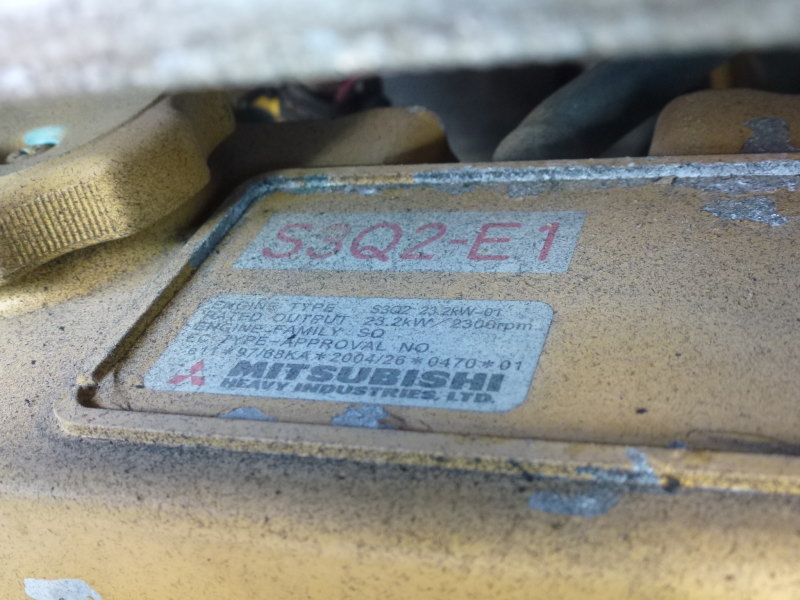 S3Q2-E1
ENGINE TYPE S3Q2 23.2kW-01
RATED OUTPUT 23.2kW/2300rpm
ENGINE-FAMILY SQ
EC TYPE-APPROVAL NO.
e11*97/68KA*2004/26*0470*01
MITSUBISHI
HEAVY INDUSTRIES, LTD.